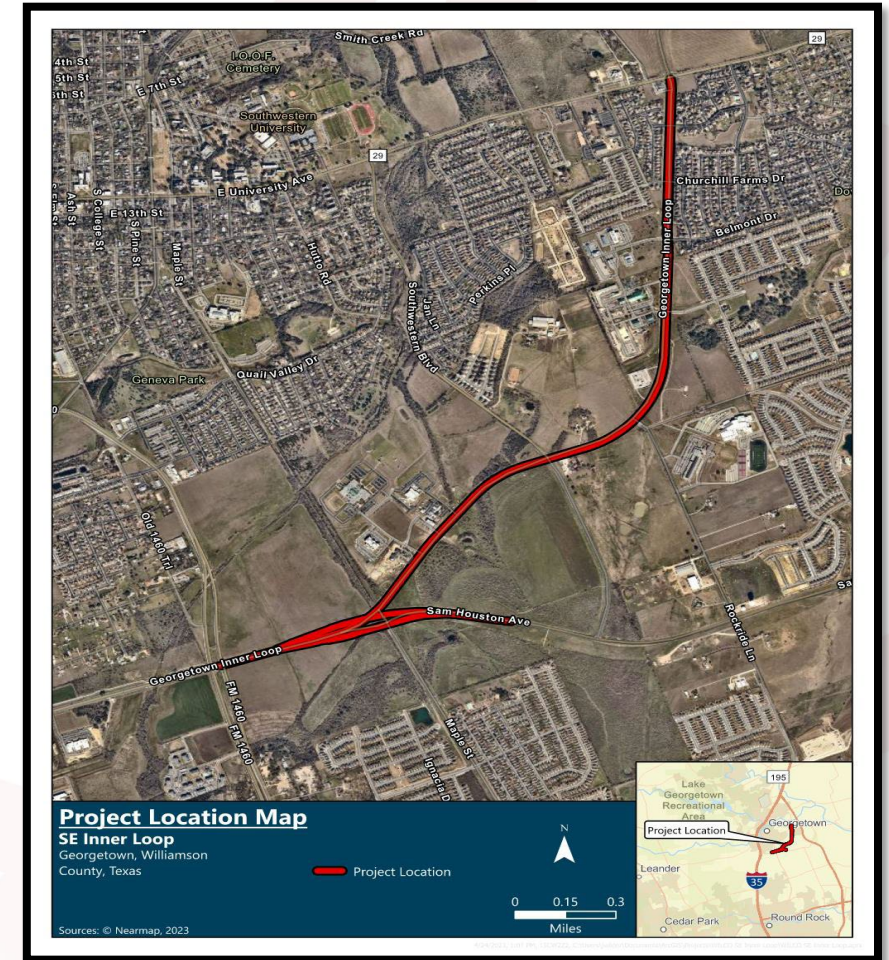 Smith Creek Rd
29
4th St
5th St
6th St
E 7th St
I.O.O.F.
Cemetery
Southwestern
University
29
E University Ave
Churchill Farms Dr
Belmont Dr
Ash St
S College St
E 13th St
S Pine St
Maple St
Hutto Rd
Jan Ln
Perkins Pl
Southwestern Blvd
Georgetown Inner Loop
Geneva Park
Quail Valley Dr
Old 1460 Trl
Sam Houston Ave
Rockride Ln
Georgetown Inner Loop
FM 1460
FM 1460
Maple St
Ignacia D
Project Location Map
SE Inner Loop
Georgetown, Williamson
County, Texas
Project Location
N
0 0.15 0.3
Miles
Sources: © Nearmap, 2023
195
Lake
Georgetown
Recreational
Area
Georgetown
Project Location
Leander
35
Cedar Park
Round Rock